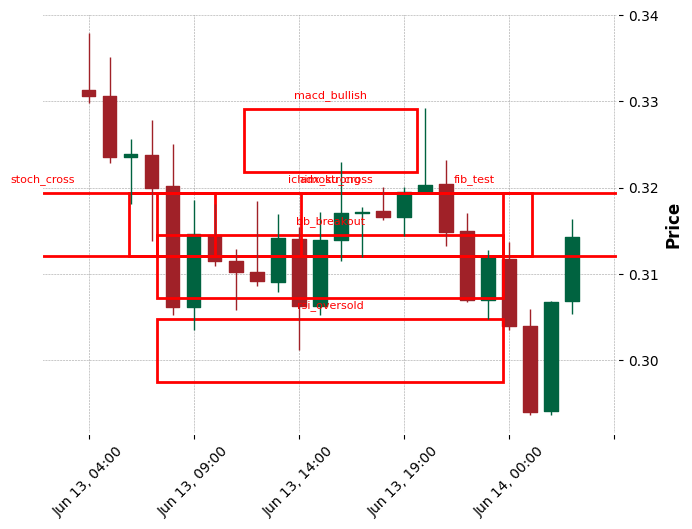 0.34
macd_bullish
0.33
stoch_cross
fib_test
0.32
bb_breakout
Price
0.31
rsi_oversold
0.30
Jun 13, 04:00
Jun 13, 09:00
Jun 13, 14:00
Jun 13, 19:00
Jun 14, 00:00